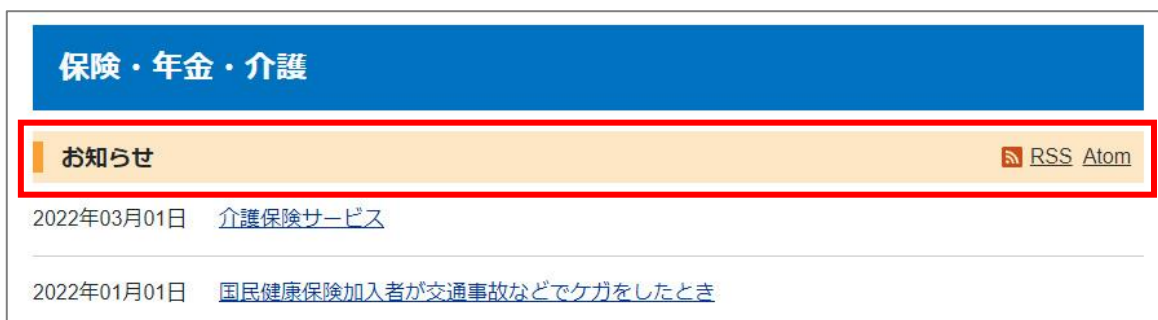 保険・年金・介護
お知らせ RSS Atom
2022年03月01日 介護保険サービス
2022年01月01日 国民健康保険加入者が交通事故などでケガをしたとき